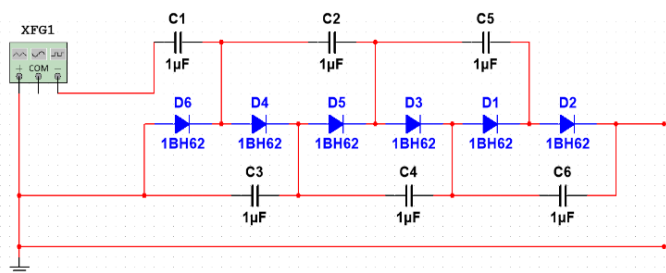 C1 C2 C5
XFG1
1µF 1µF 1µF
+ COM −
D6 D4 D5 D3 D1 D2
1BH62 1BH62 1BH62 1BH62 1BH62 1BH62
C3 C4 C6
1µF 1µF 1µF